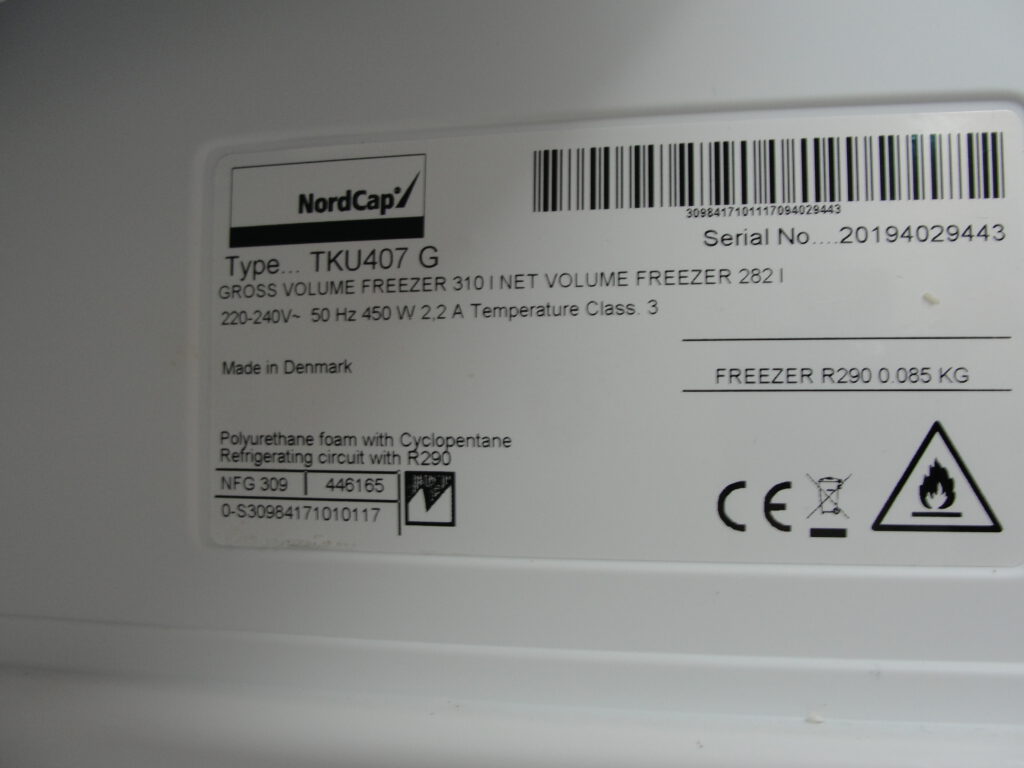 NordCap
3098417101117094029443
Serial No....20194029443
Type... TKU407 G
GROSS VOLUME FREEZER 310 l NET VOLUME FREEZER 282 l
220-240V~ 50 Hz 450 W 2,2 A Temperature Class. 3
Made in Denmark
FREEZER R290 0.085 KG
Polyurethane foam with Cyclopentane
Refrigerating circuit with R290
NFG 309 446165
0-S30984171010117
CE